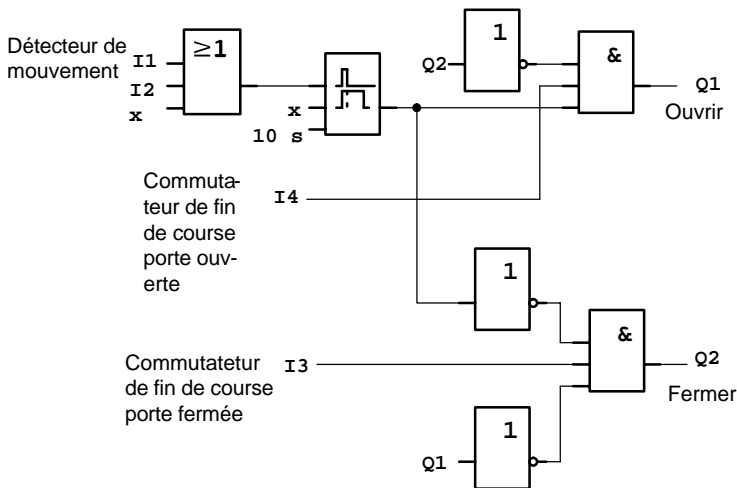 Détecteur de
mouvement
I1
I2
x
≥1
x
10 s
Q2
1
&
Q1
Ouvrir
Commuta-
teur de fin
de course
porte ouv-
erte
I4
1
Commutatetur
de fin de course
porte fermée
I3
&
Q2
Fermer
Q1
1